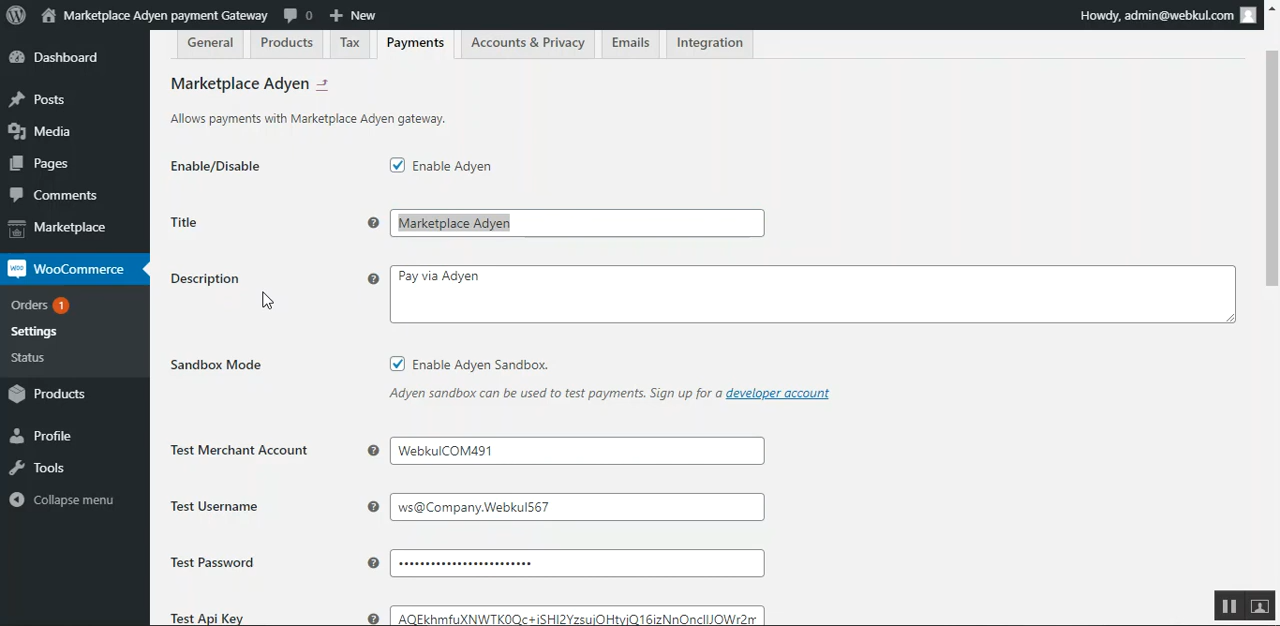 Marketplace Adyen payment Gateway 0 New Howdy, admin@webkul.com
General Products Tax Payments Accounts & Privacy Emails Integration
Dashboard
Posts
Media
Pages
Comments
Marketplace
WooCommerce
Orders 1
Settings
Status
Products
Profile
Tools
Collapse menu
Marketplace Adyen
Allows payments with Marketplace Adyen gateway.
Enable/Disable Enable Adyen
Title Marketplace Adyen
Description Pay via Adyen
Sandbox Mode Enable Adyen Sandbox.
Adyen sandbox can be used to test payments. Sign up for a developer account
Test Merchant Account WebkulCOM491
Test Username ws@Company.Webkul567
Test Password
Test Api Key